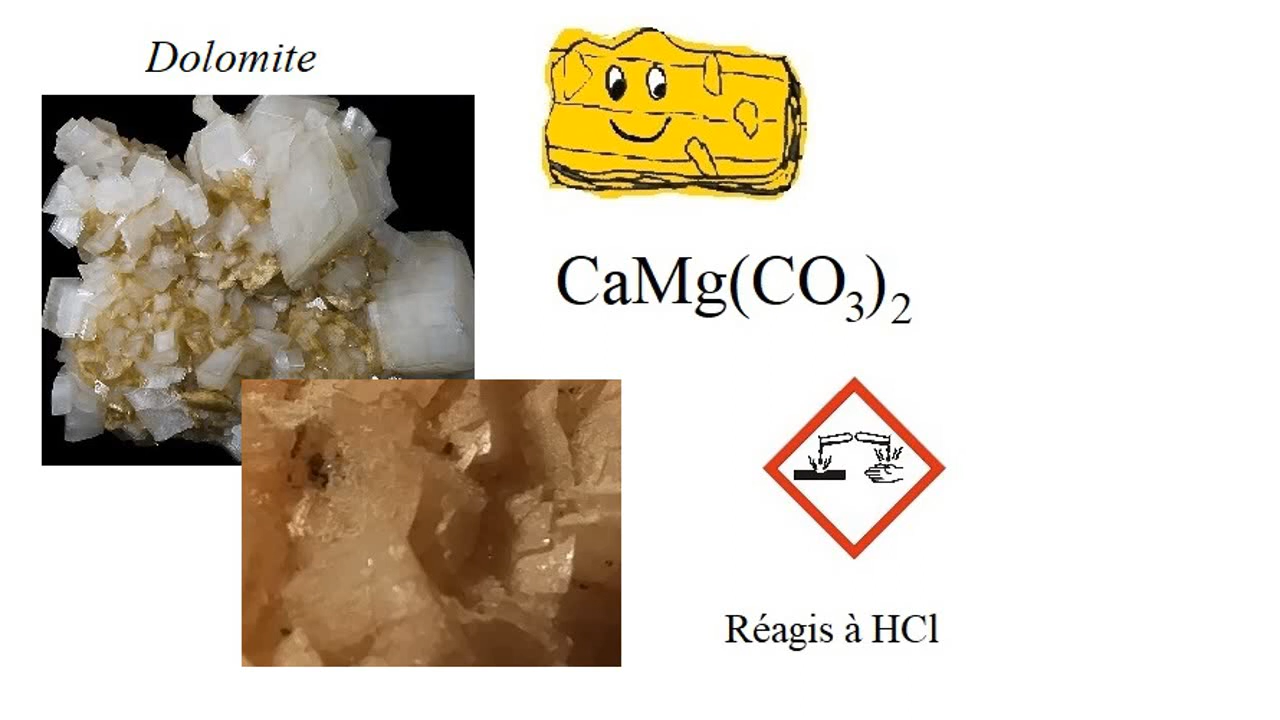 Dolomite
CaMg(CO₃)₂
Réagis à HCl